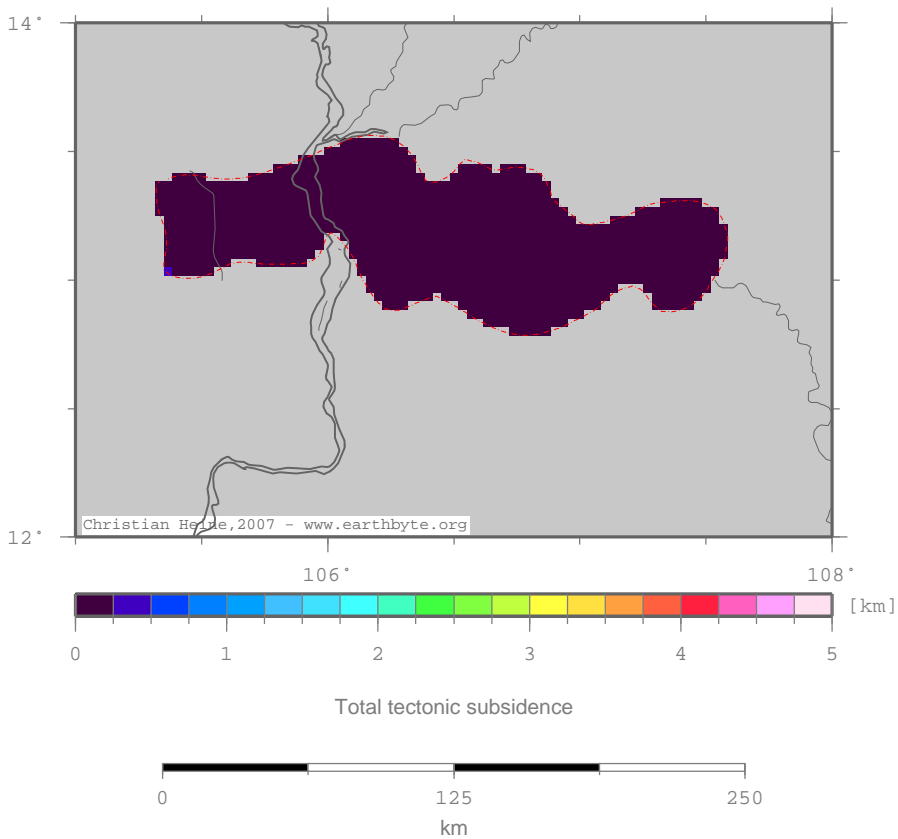 14°
Christian Heine,2007 - www.earthbyte.org
12°
106° 108°
[km]
0 1 2 3 4 5
Total tectonic subsidence
0 125 250
km